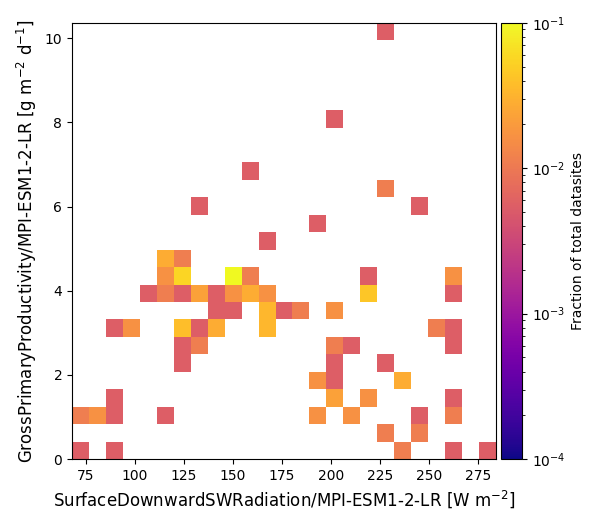 GrossPrimaryProductivity/MPI-ESM1-2-LR [g m⁻² d⁻¹]
10
8
6
4
2
0
75 100 125 150 175 200 225 250 275
SurfaceDownwardSWRadiation/MPI-ESM1-2-LR [W m⁻²]
10⁻¹
10⁻²
10⁻³
10⁻⁴
Fraction of total datasites